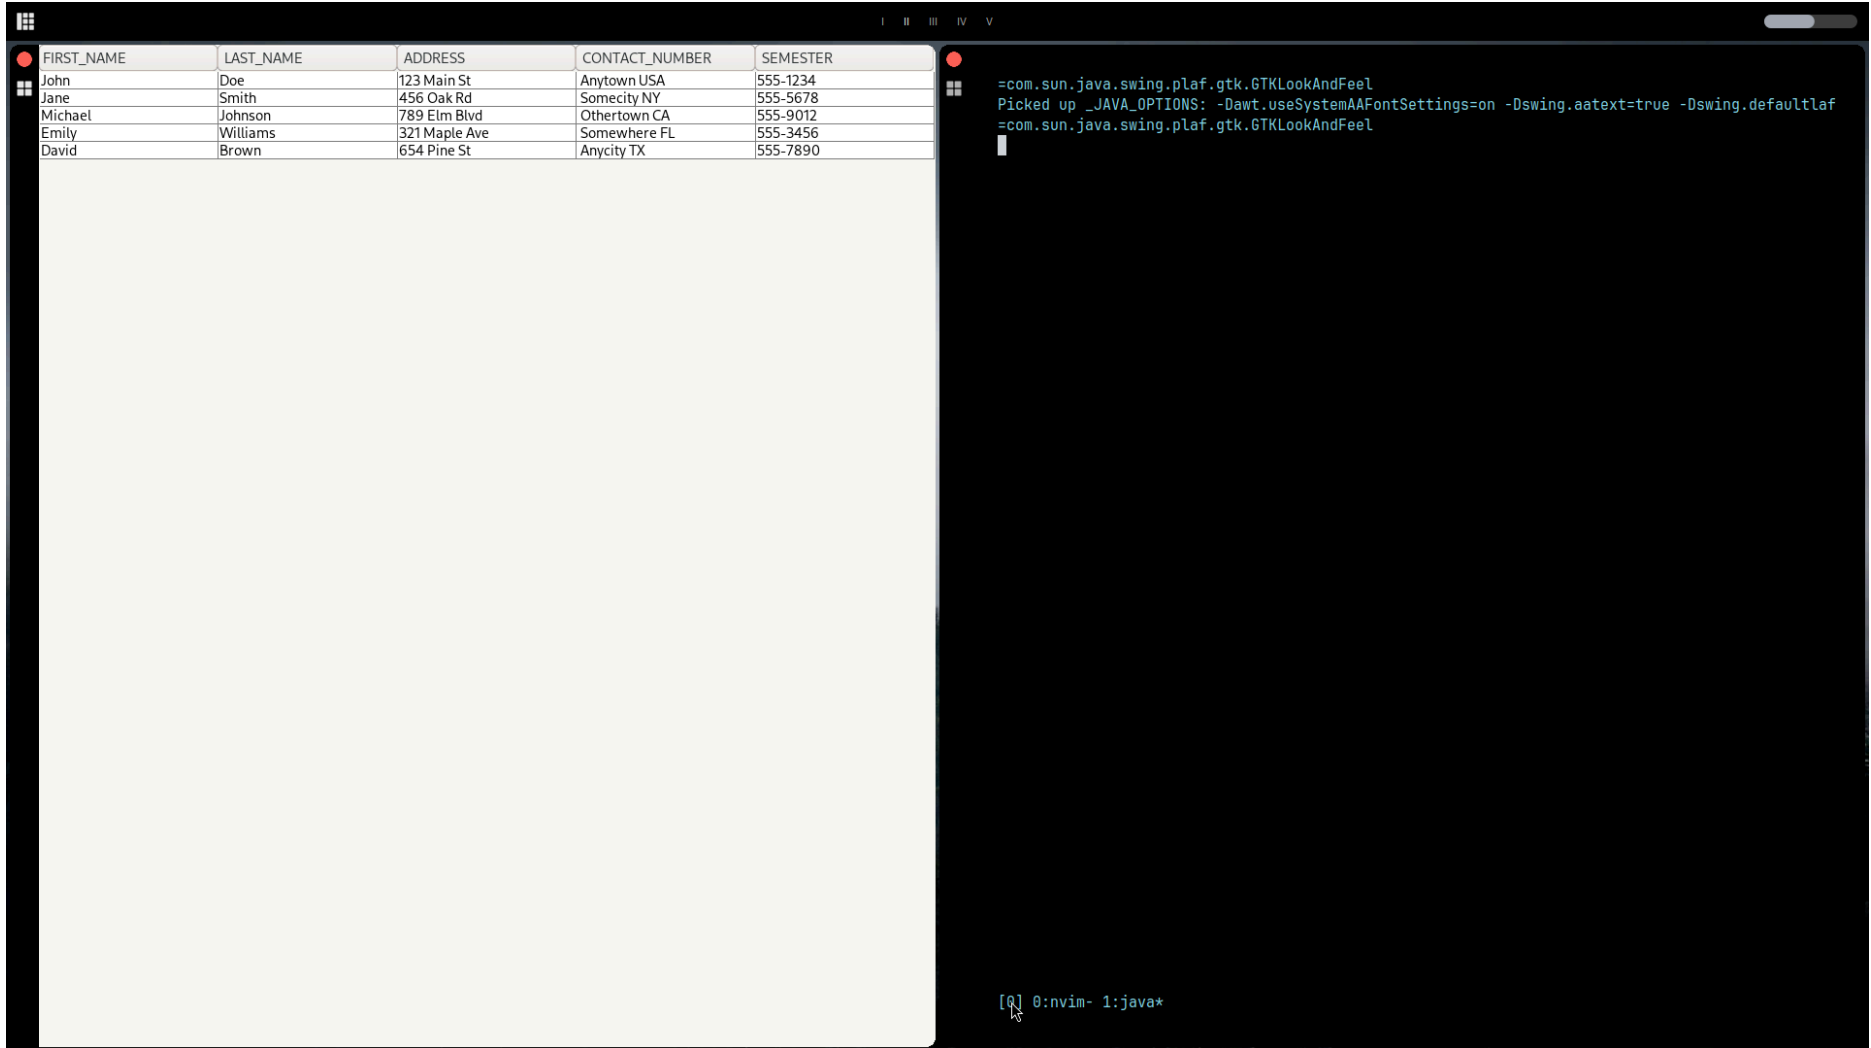 I II III IV V
FIRST_NAME LAST_NAME ADDRESS CONTACT_NUMBER SEMESTER
John Doe 123 Main St Anytown USA 555-1234
Jane Smith 456 Oak Rd Somecity NY 555-5678
Michael Johnson 789 Elm Blvd Othertown CA 555-9012
Emily Williams 321 Maple Ave Somewhere FL 555-3456
David Brown 654 Pine St Anycity TX 555-7890
=com.sun.java.swing.plaf.gtk.GTKLookAndFeel
Picked up _JAVA_OPTIONS: -Dawt.useSystemAAFontSettings=on -Dswing.aatext=true -Dswing.defaultlaf
=com.sun.java.swing.plaf.gtk.GTKLookAndFeel
[0] 0:nvim- 1:java*